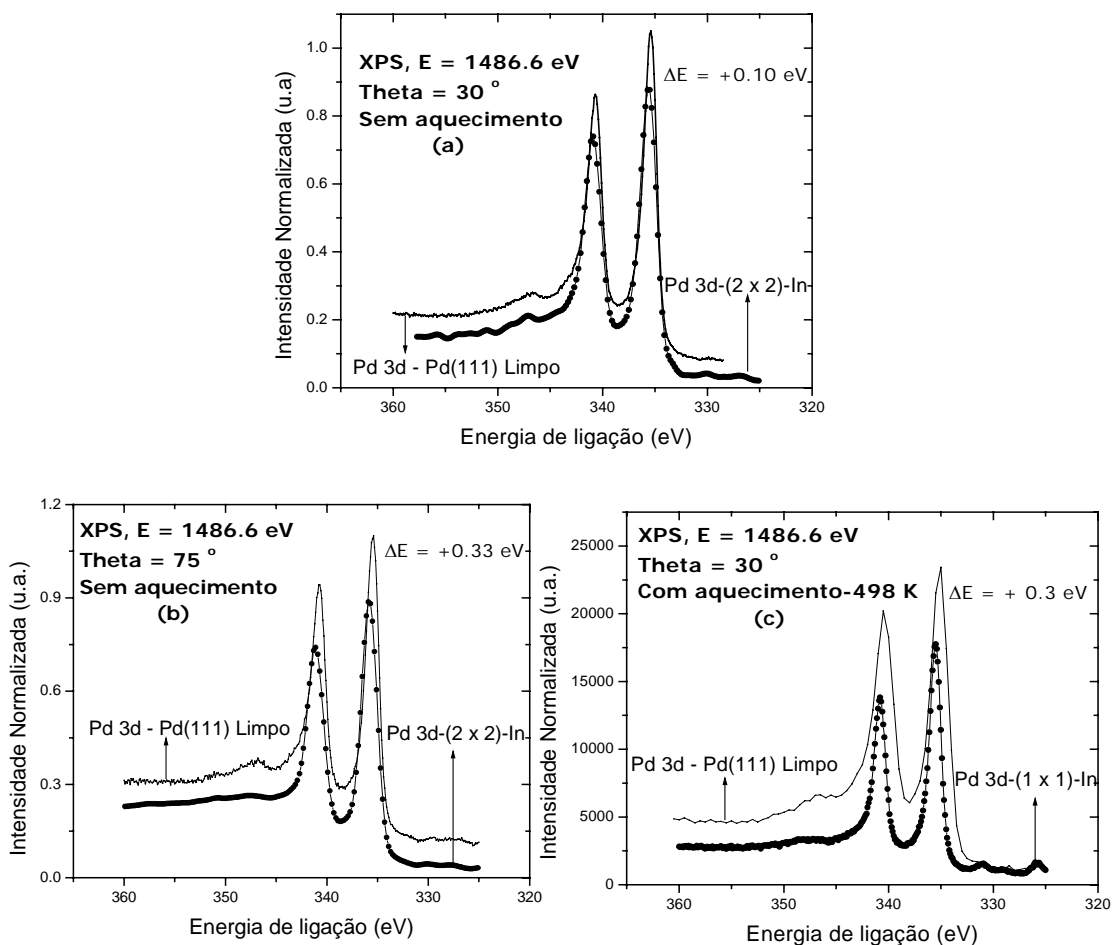 XPS, E = 1486.6 eV
Theta = 30 °
Sem aquecimento
(a)
ΔE = +0.10 eV
Pd 3d-(2 x 2)-In
Pd 3d - Pd(111) Limpo
Intensidade Normalizada (u.a)
1.0
0.8
0.6
0.4
0.2
0.0
360 350 340 330 320
Energia de ligação (eV)
XPS, E = 1486.6 eV
Theta = 75 °
Sem aquecimento
(b)
ΔE = +0.33 eV
Pd 3d - Pd(111) Limpo
Pd 3d-(2 x 2)-In
Intensidade Normalizada (u.a.)
1.2
0.9
0.6
0.3
0.0
360 350 340 330 320
Energia de ligação (eV)
XPS, E = 1486.6 eV
Theta = 30 °
Com aquecimento-498 K
(c)
ΔE = + 0.3 eV
Pd 3d - Pd(111) Limpo
Pd 3d-(1 x 1)-In
Intensidade Normalizada (u.a.)
25000
20000
15000
10000
5000
0
360 350 340 330 320
Energia de ligação (eV)